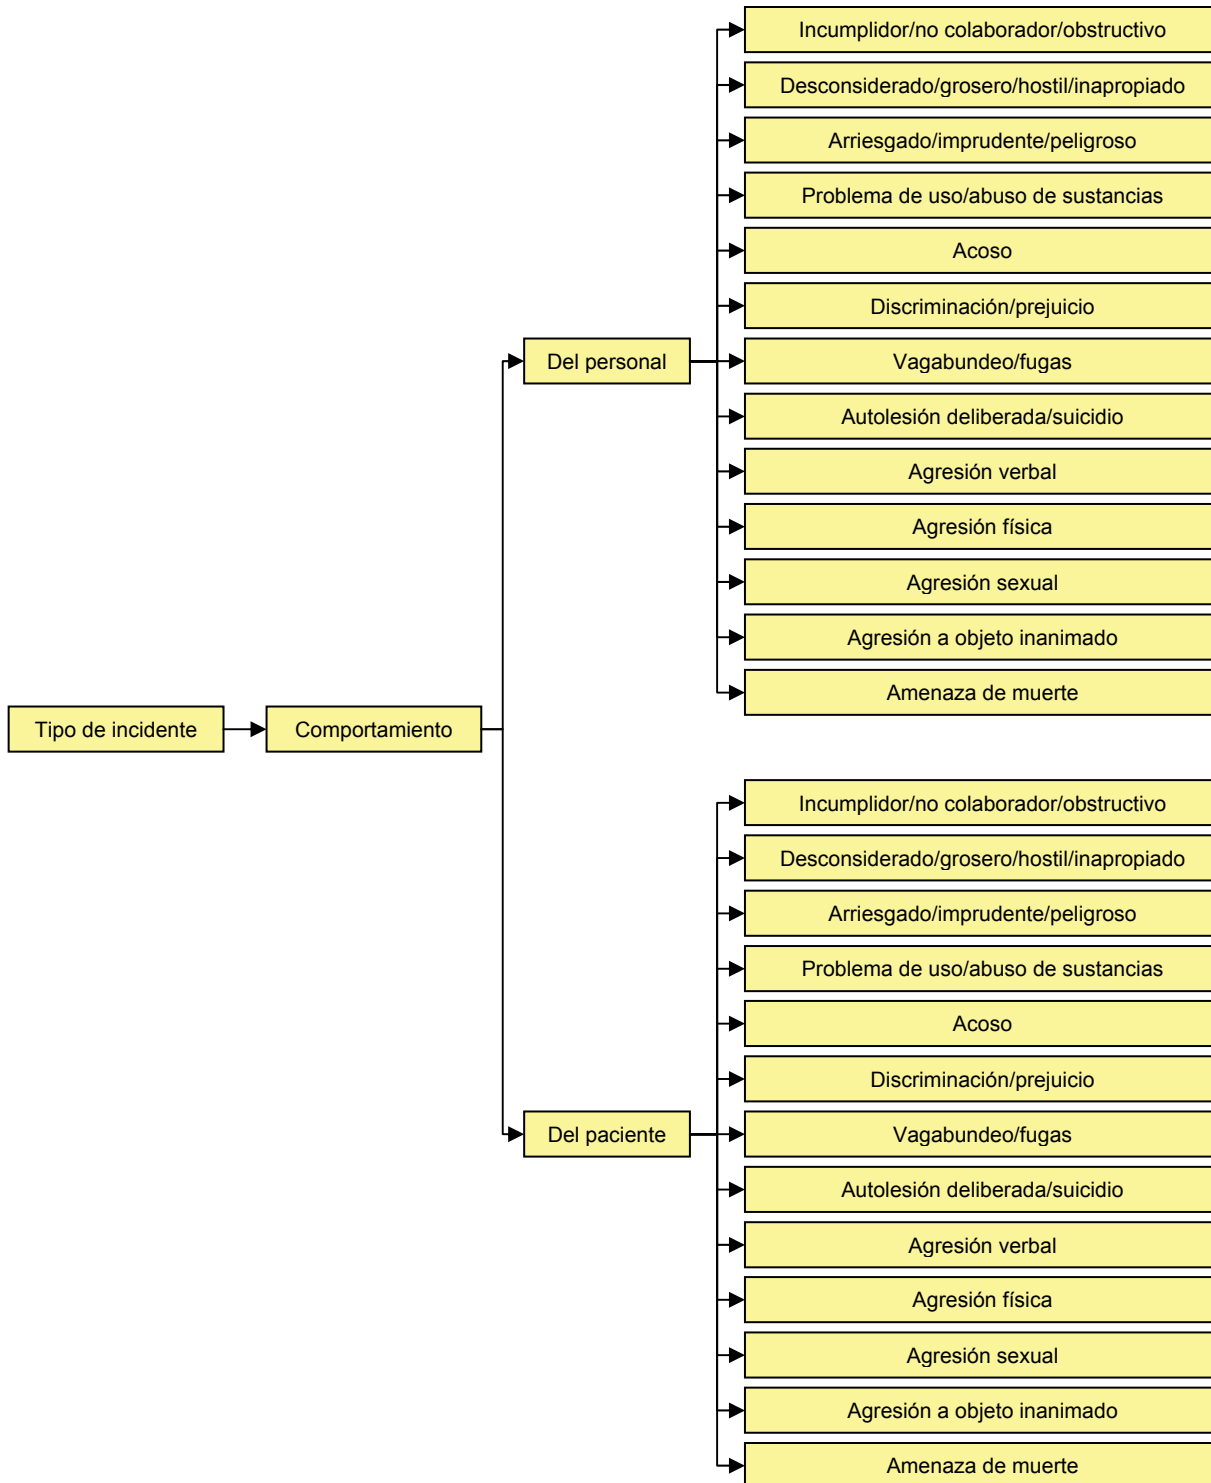 Tipo de incidente
Comportamiento
Del personal
Incumplidor/no colaborador/obstructivo
Desconsiderado/grosero/hostil/inapropiado
Arriesgado/imprudente/peligroso
Problema de uso/abuso de sustancias
Acoso
Discriminación/prejuicio
Vagabundeo/fugas
Autolesión deliberada/suicidio
Agresión verbal
Agresión física
Agresión sexual
Agresión a objeto inanimado
Amenaza de muerte
Del paciente
Incumplidor/no colaborador/obstructivo
Desconsiderado/grosero/hostil/inapropiado
Arriesgado/imprudente/peligroso
Problema de uso/abuso de sustancias
Acoso
Discriminación/prejuicio
Vagabundeo/fugas
Autolesión deliberada/suicidio
Agresión verbal
Agresión física
Agresión sexual
Agresión a objeto inanimado
Amenaza de muerte